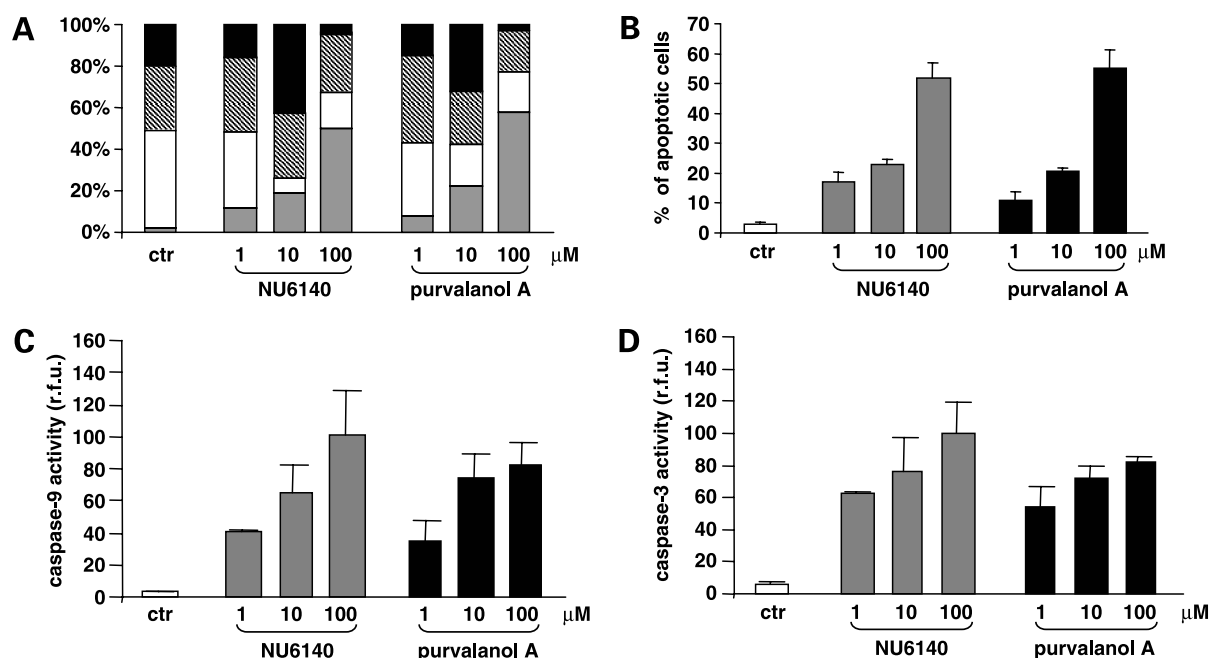 A
100%
80%
60%
40%
20%
0%
ctr 1 10 100 1 10 100 μM
NU6140 purvalanol A
B
% of apoptotic cells
70
60
50
40
30
20
10
0
ctr 1 10 100 1 10 100 μM
NU6140 purvalanol A
C
caspase-9 activity (r.f.u.)
160
140
120
100
80
60
40
20
0
ctr 1 10 100 1 10 100 μM
NU6140 purvalanol A
D
caspase-3 activity (r.f.u.)
160
140
120
100
80
60
40
20
0
ctr 1 10 100 1 10 100 μM
NU6140 purvalanol A